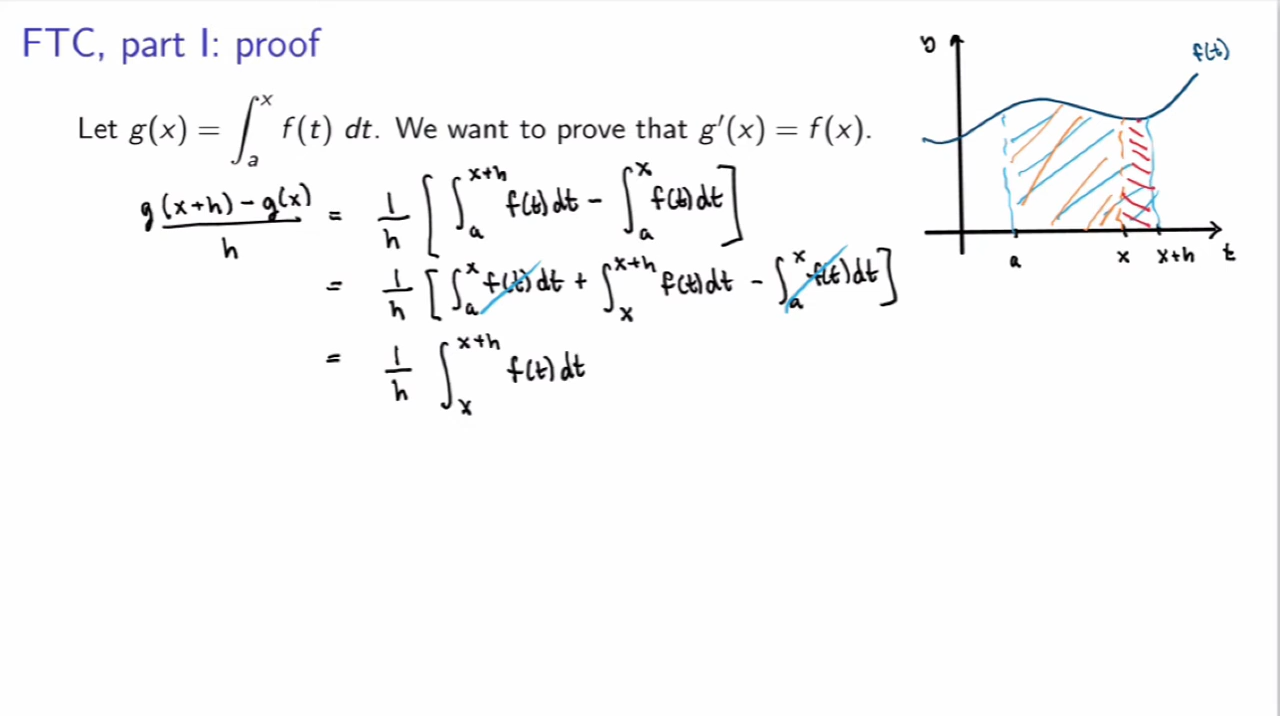 FTC, part I: proof
Let g(x) = ∫_a^x f(t) dt. We want to prove that g′(x) = f(x).
(g(x+h) − g(x))/h = 1/h [∫_a^{x+h} f(t) dt − ∫_a^x f(t) dt]
= 1/h [∫_a^x f(t) dt + ∫_x^{x+h} f(t) dt − ∫_a^x f(t) dt]
= 1/h ∫_x^{x+h} f(t) dt
y
f(t)
a x x+h t